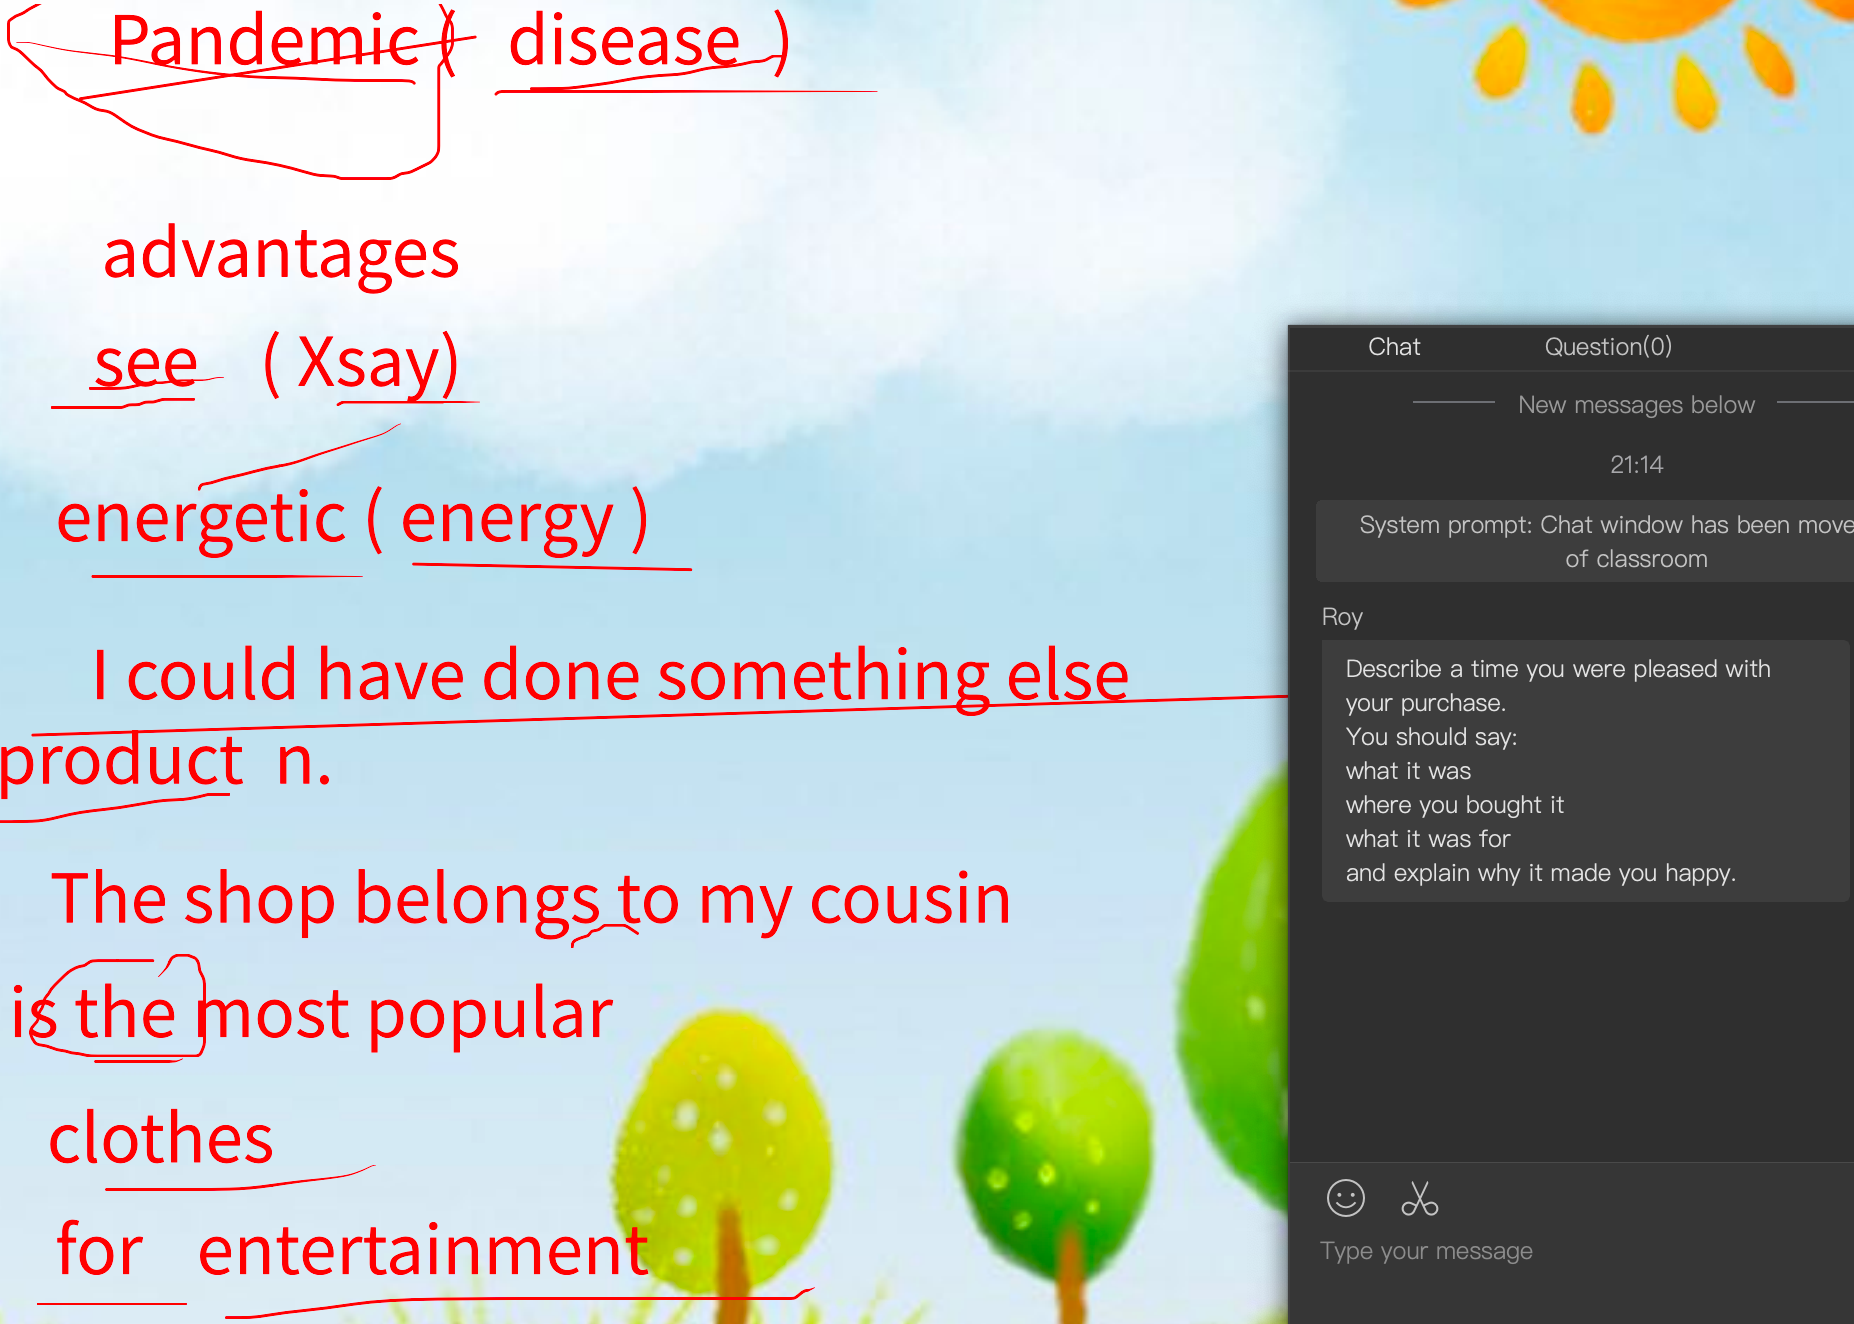 Pandemic ( disease )
advantages
see ( Xsay)
energetic ( energy )
I could have done something else
product n.
The shop belongs to my cousin
is the most popular
clothes
for entertainment
Chat Question(0)
New messages below
21:14
System prompt: Chat window has been move
of classroom
Roy
Describe a time you were pleased with
your purchase.
You should say:
what it was
where you bought it
what it was for
and explain why it made you happy.
Type your message